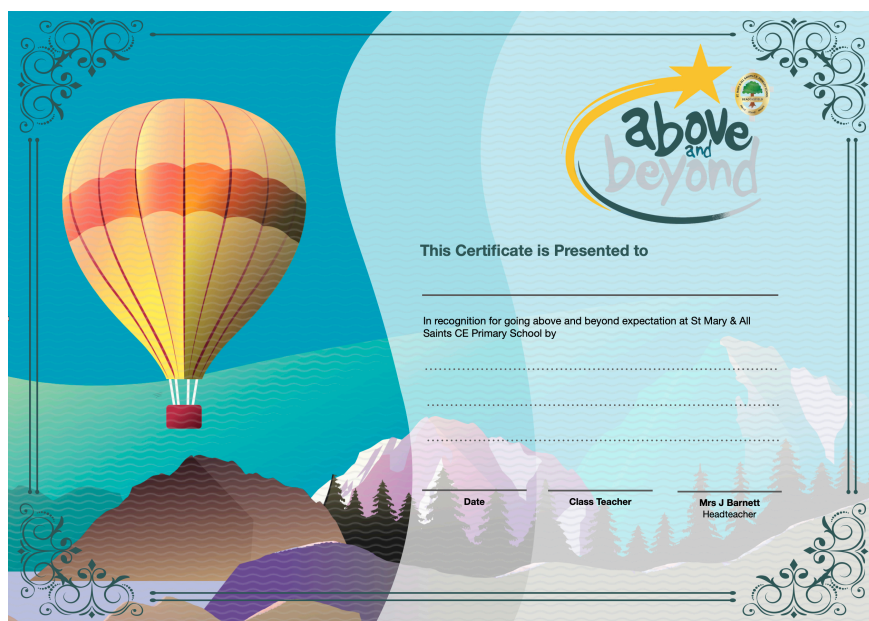 above
and
beyond
This Certificate is Presented to
In recognition for going above and beyond expectation at St Mary & All
Saints CE Primary School by
Date
Class Teacher
Mrs J Barnett
Headteacher